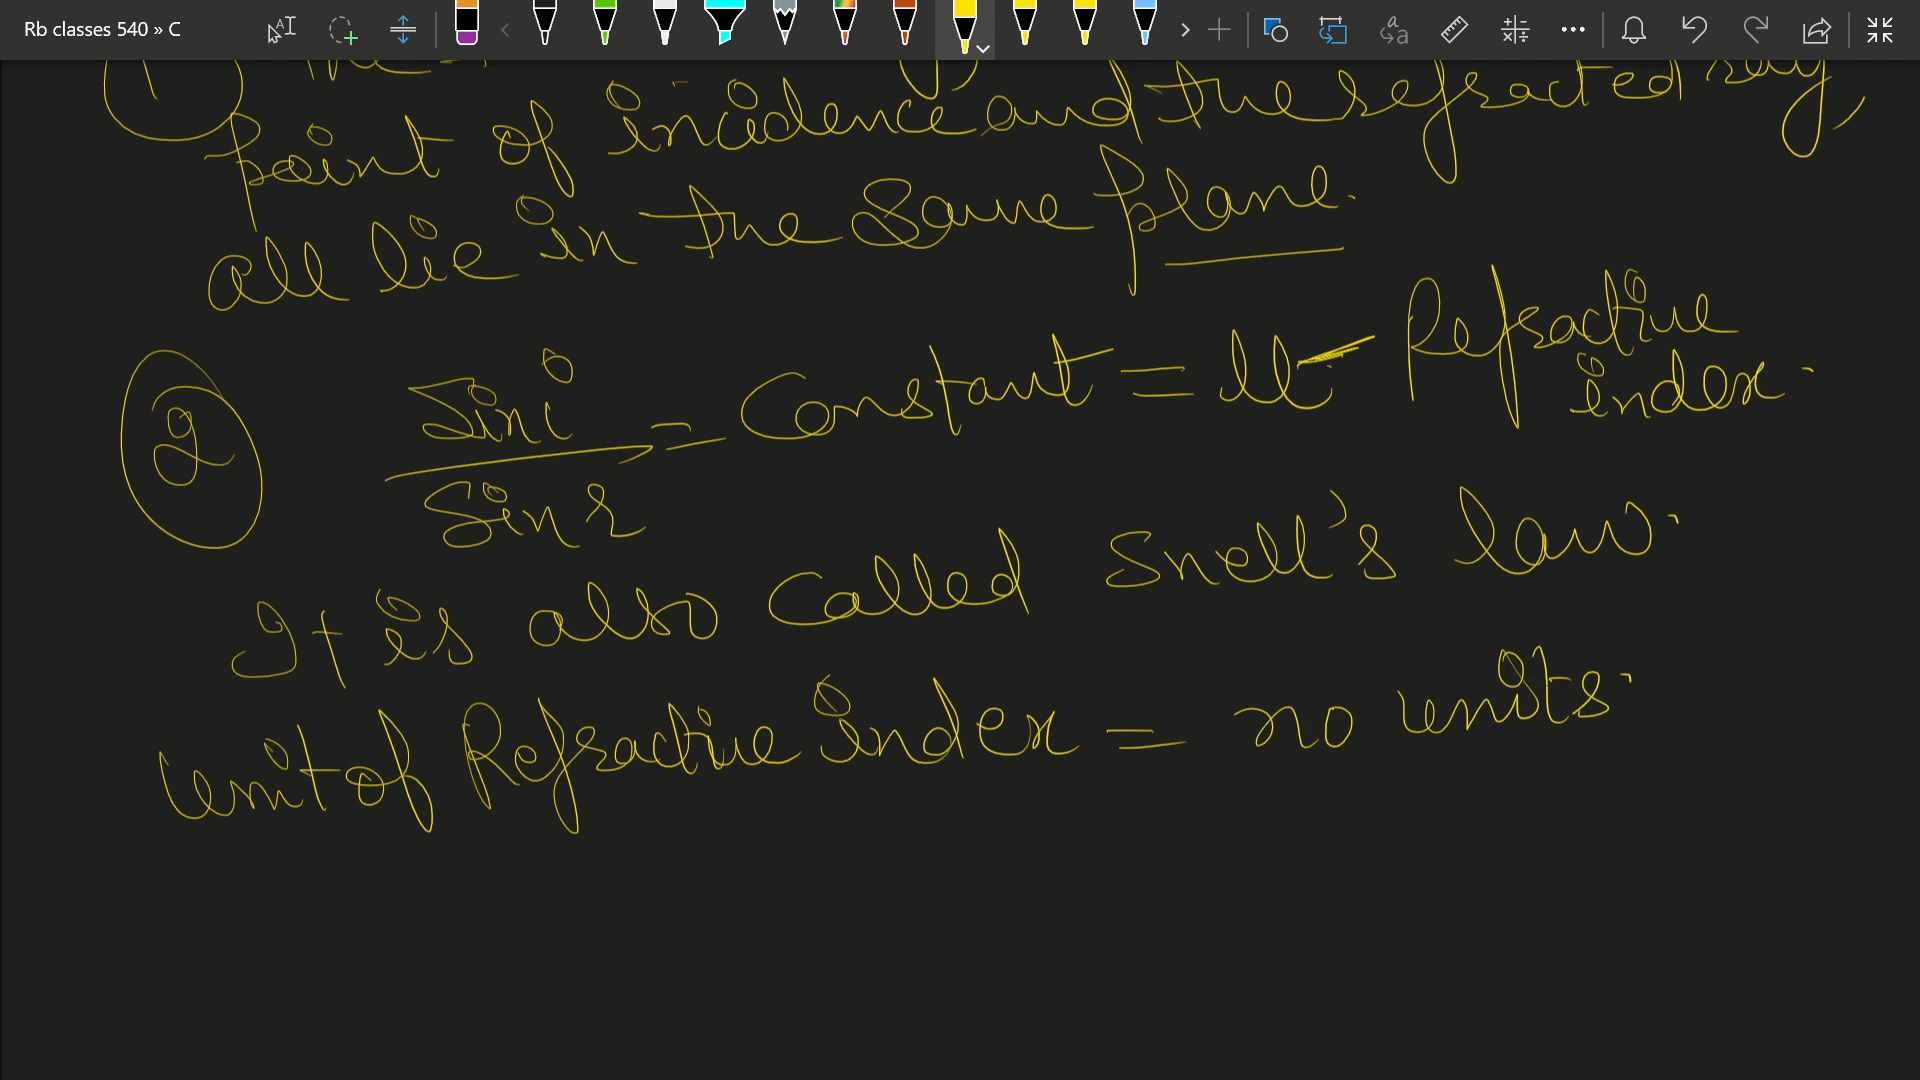 Rb classes 540 » C
point of incidence and the refracted ray,
all lie in the same plane.
2 Sin i / Sin r = Constant = μ - Refractive index.
It is also called Snell's law.
Unit of Refractive index = no units.